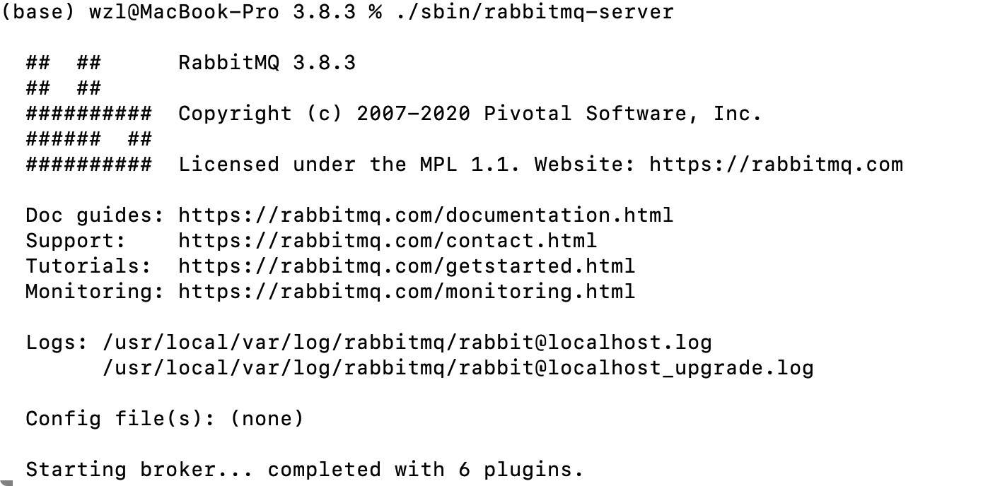 (base) wzl@MacBook-Pro 3.8.3 % ./sbin/rabbitmq-server
##  ##      RabbitMQ 3.8.3
##  ##
##########  Copyright (c) 2007-2020 Pivotal Software, Inc.
######  ##
##########  Licensed under the MPL 1.1. Website: https://rabbitmq.com
Doc guides: https://rabbitmq.com/documentation.html
Support:    https://rabbitmq.com/contact.html
Tutorials:  https://rabbitmq.com/getstarted.html
Monitoring: https://rabbitmq.com/monitoring.html
Logs: /usr/local/var/log/rabbitmq/rabbit@localhost.log
/usr/local/var/log/rabbitmq/rabbit@localhost_upgrade.log
Config file(s): (none)
Starting broker... completed with 6 plugins.